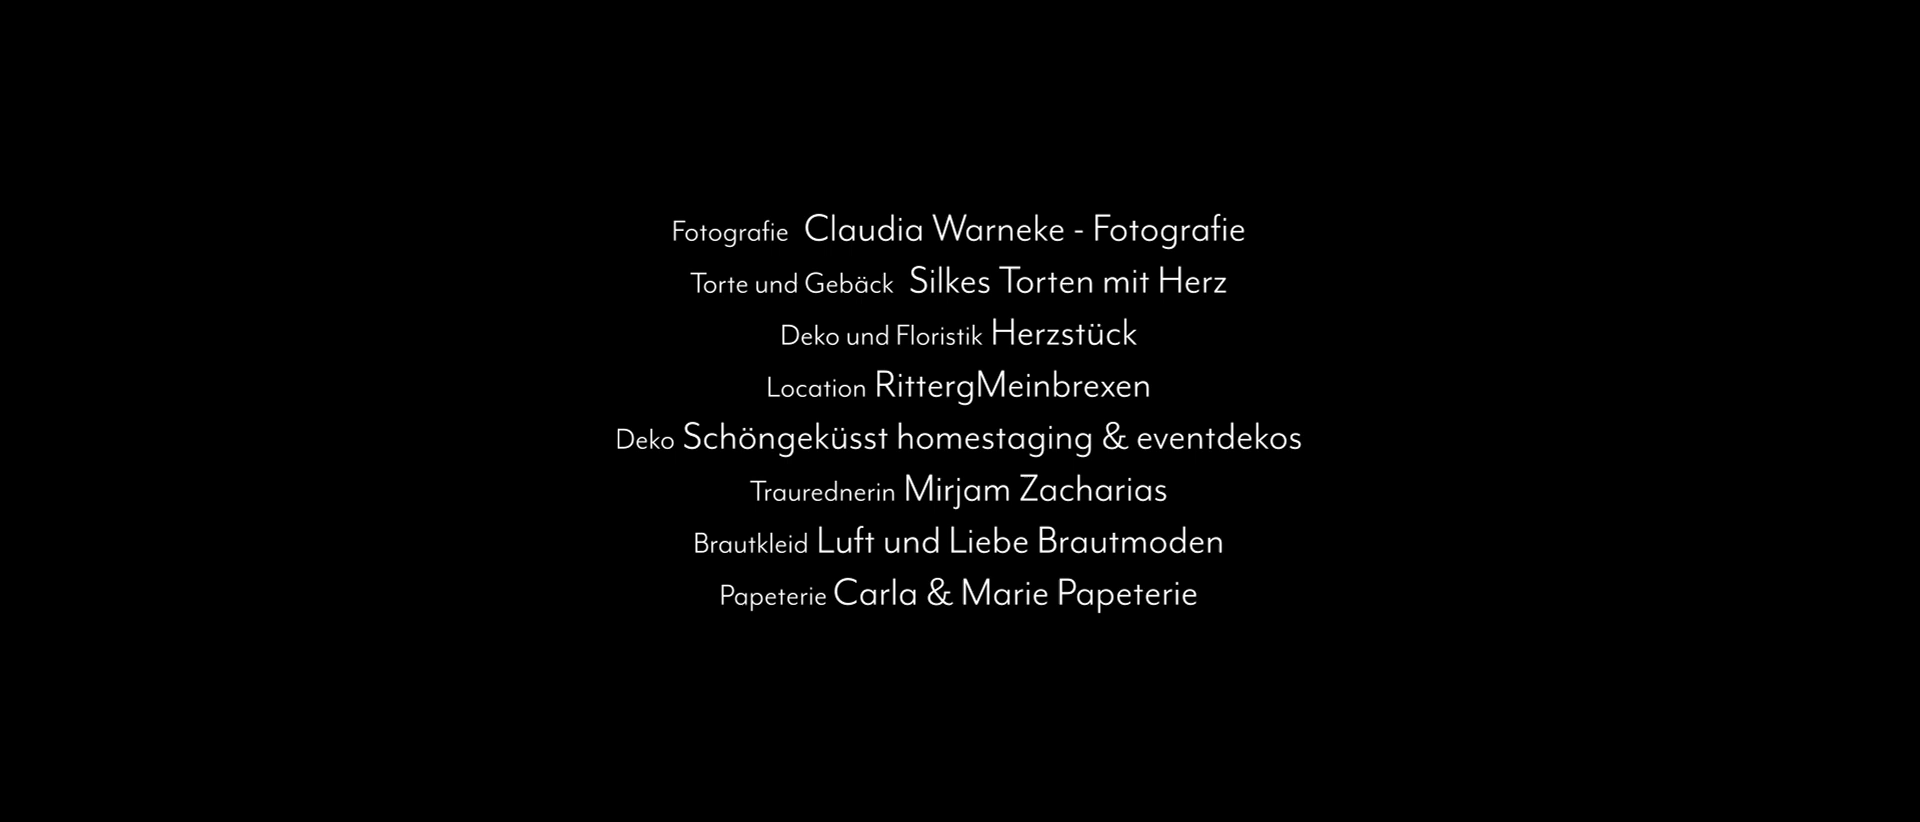 Fotografie Claudia Warneke - Fotografie
Torte und Gebäck Silkes Torten mit Herz
Deko und Floristik Herzstück
Location RittergMeinbrexen
Deko Schöngeküsst homestaging & eventdekos
Traurednerin Mirjam Zacharias
Brautkleid Luft und Liebe Brautmoden
Papeterie Carla & Marie Papeterie